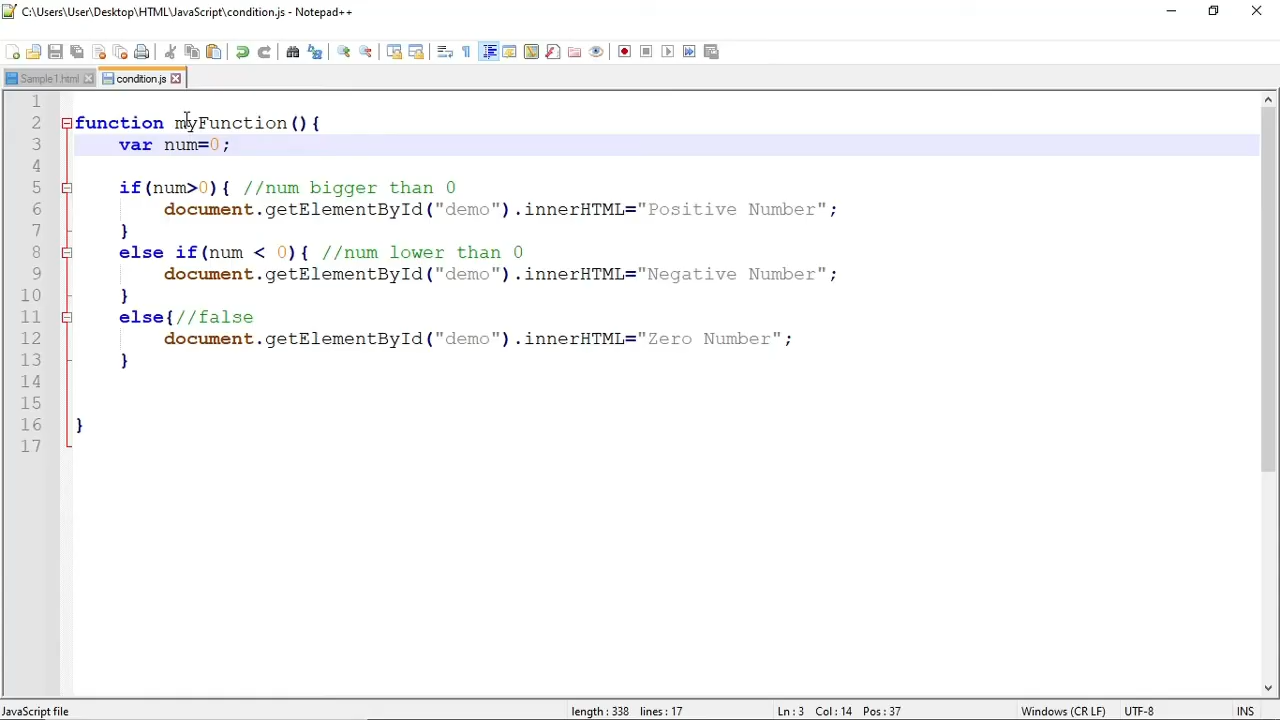 C:\Users\User\Desktop\HTML\JavaScript\condition.js - Notepad++
Sample1.html condition.js
1
2 function myFunction(){
3 var num=0;
4
5 if(num>0){ //num bigger than 0
6 document.getElementById("demo").innerHTML="Positive Number";
7 }
8 else if(num < 0){ //num lower than 0
9 document.getElementById("demo").innerHTML="Negative Number";
10 }
11 else{//false
12 document.getElementById("demo").innerHTML="Zero Number";
13 }
14
15
16 }
17
JavaScript file length : 338 lines : 17 Ln : 3 Col : 14 Pos : 37 Windows (CR LF) UTF-8 INS